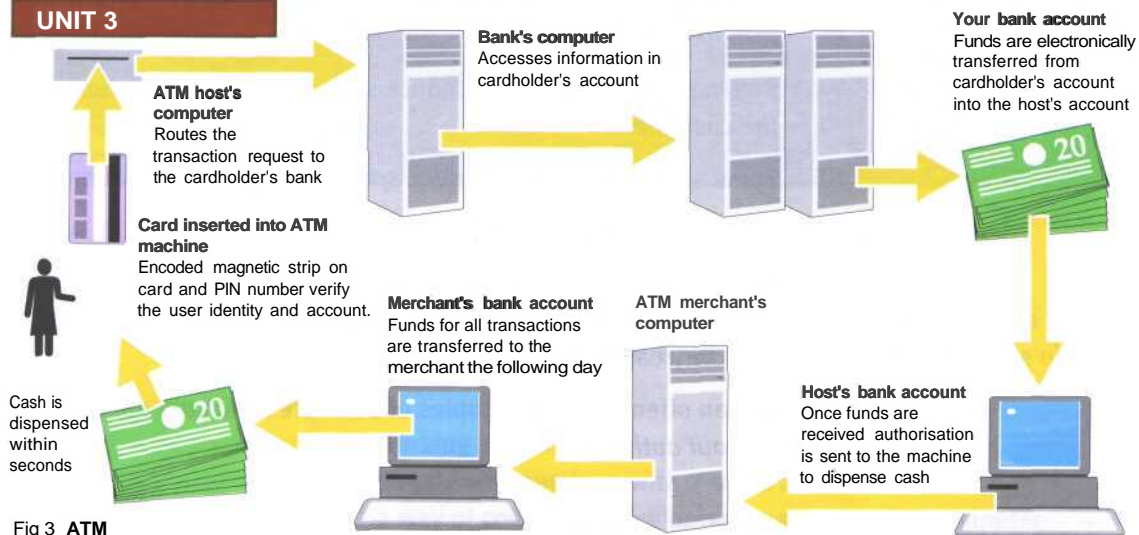 UNIT 3
ATM host's
computer
Routes the
transaction request to
the cardholder's bank
Bank's computer
Accesses information in
cardholder's account
Your bank account
Funds are electronically
transferred from
cardholder's account
into the host's account
20
Card inserted into ATM
machine
Encoded magnetic strip on
card and PIN number verify
the user identity and account.
Merchant's bank account
Funds for all transactions
are transferred to the
merchant the following day
ATM merchant's
computer
Host's bank account
Once funds are
received authorisation
is sent to the machine
to dispense cash
Cash is
dispensed
within
seconds
20
Fig 3 ATM